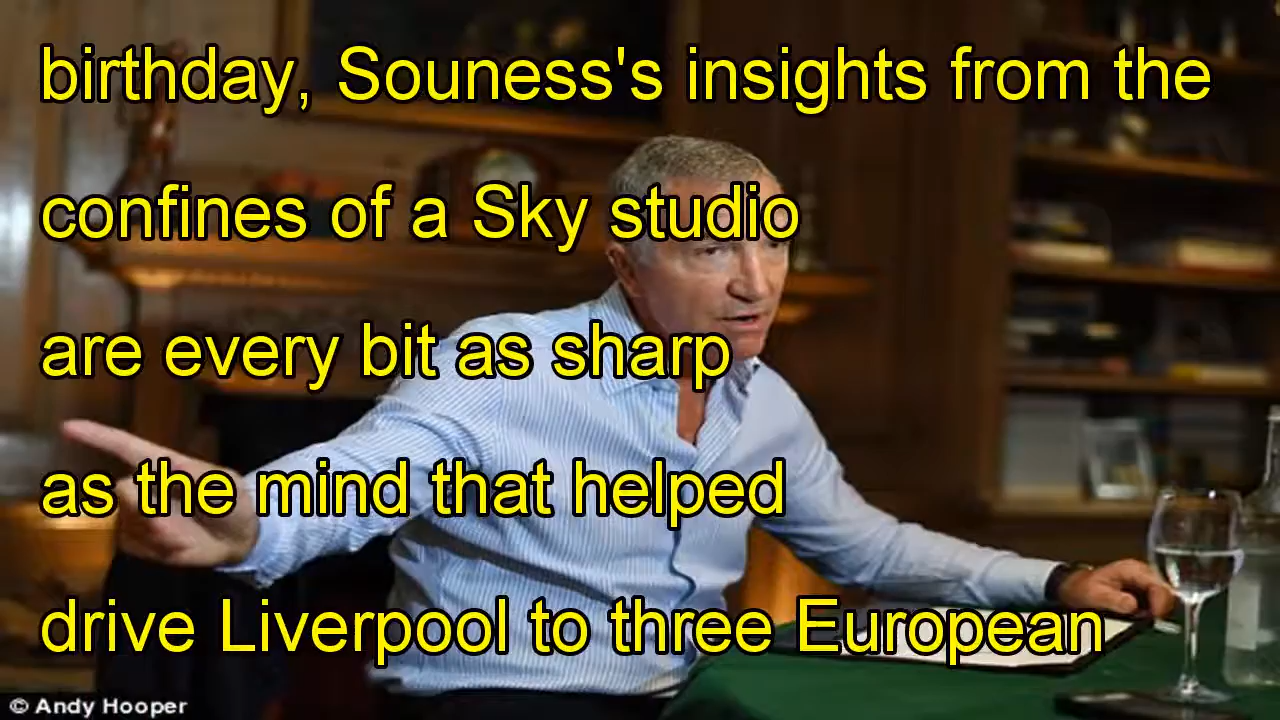 birthday, Souness's insights from the
confines of a Sky studio
are every bit as sharp
as the mind that helped
drive Liverpool to three European
© Andy Hooper